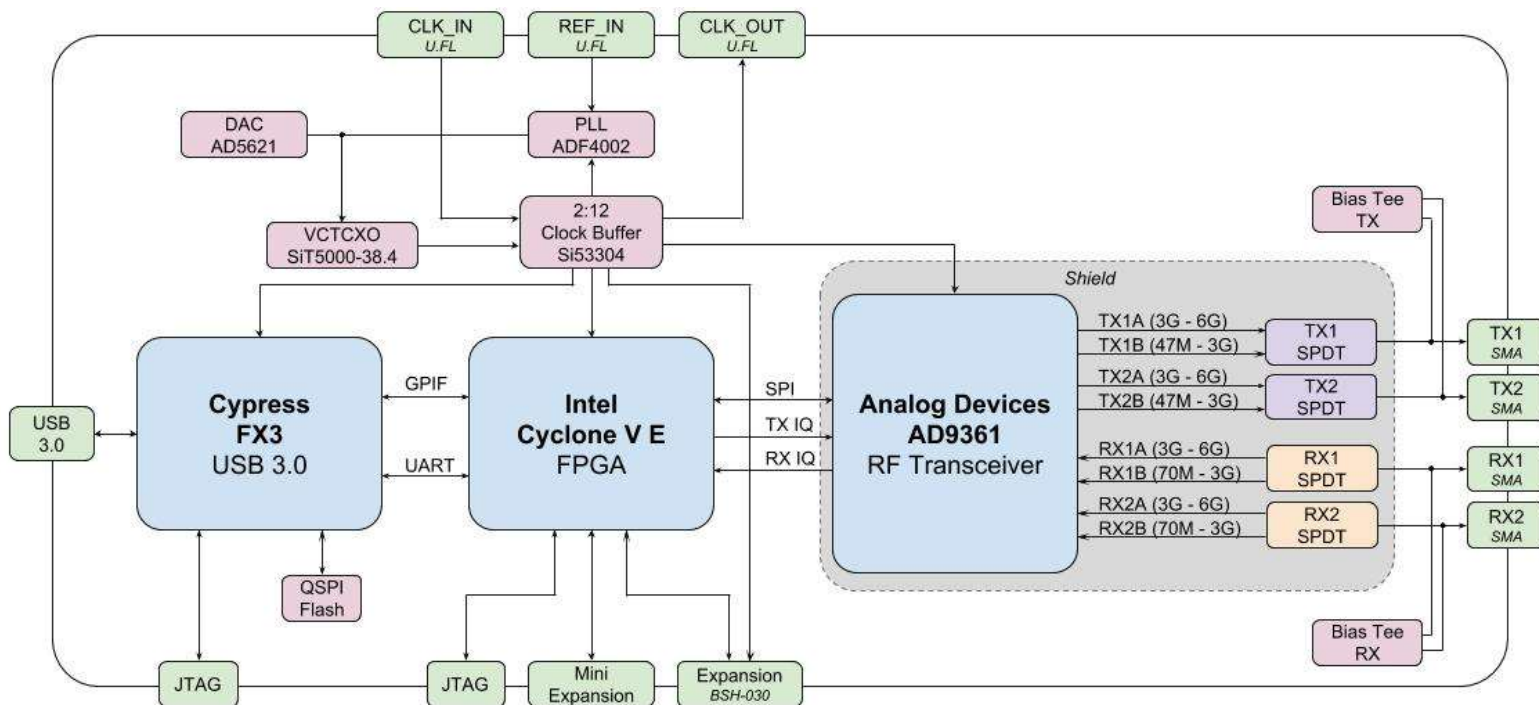 CLK_IN
U.FL
REF_IN
U.FL
CLK_OUT
U.FL
DAC
AD5621
PLL
ADF4002
VCTCXO
SiT5000-38.4
2:12
Clock Buffer
Si53304
Bias Tee
TX
Shield
Cypress
FX3
USB 3.0
GPIF
UART
Intel
Cyclone V E
FPGA
SPI
TX IQ
RX IQ
Analog Devices
AD9361
RF Transceiver
TX1A (3G - 6G)
TX1B (47M - 3G)
TX2A (3G - 6G)
TX2B (47M - 3G)
RX1A (3G - 6G)
RX1B (70M - 3G)
RX2A (3G - 6G)
RX2B (70M - 3G)
TX1
SPDT
TX2
SPDT
RX1
SPDT
RX2
SPDT
TX1
SMA
TX2
SMA
RX1
SMA
RX2
SMA
USB
3.0
QSPI
Flash
Bias Tee
RX
JTAG
JTAG
Mini
Expansion
Expansion
BSH-030